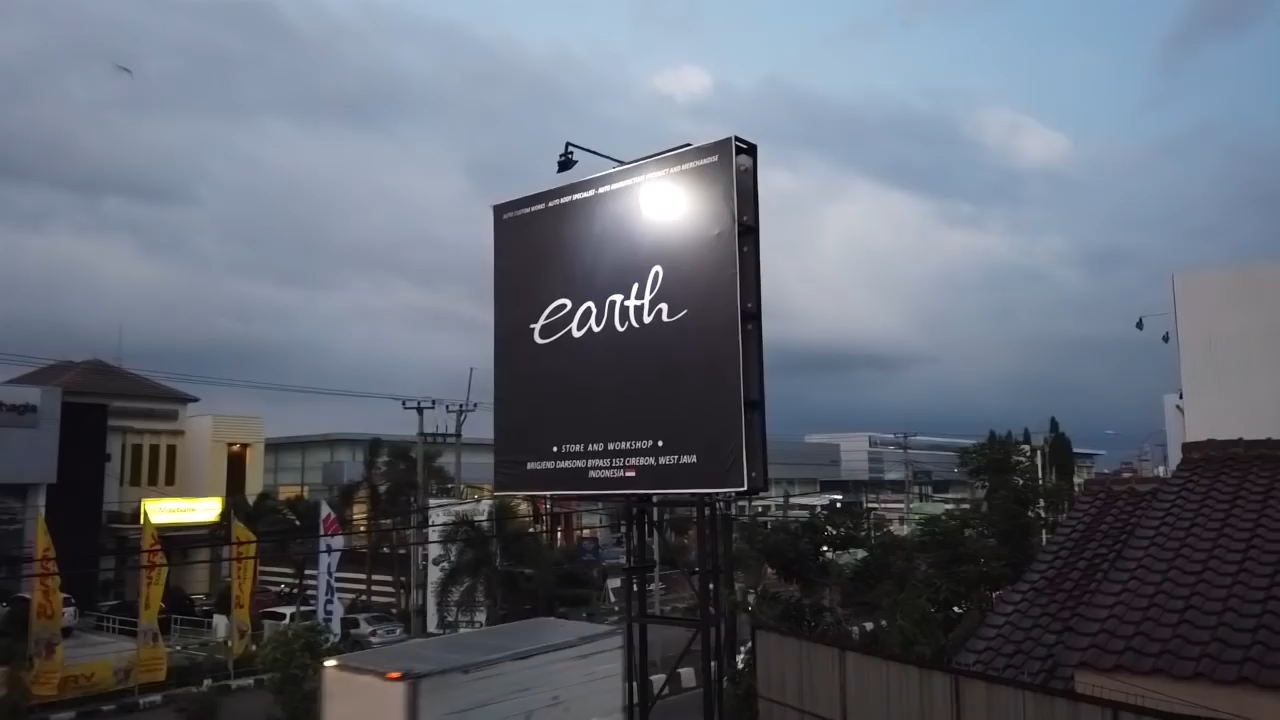 AUTO CUSTOM WORKS - AUTO BODY SPECIALIST - AUTO MANUFACTURE PRODUCT AND MERCHANDISE
earth
• STORE AND WORKSHOP •
BRIGJEND DARSONO BYPASS 152 CIREBON, WEST JAVA
INDONESIA